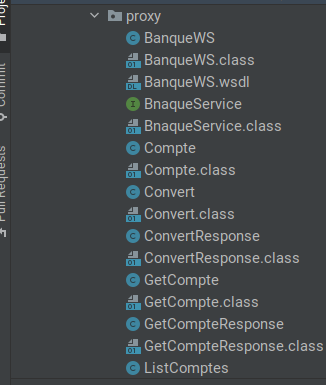 Proje
Commit
Pull Requests
proxy
BanqueWS
BanqueWS.class
BanqueWS.wsdl
BnaqueService
BnaqueService.class
Compte
Compte.class
Convert
Convert.class
ConvertResponse
ConvertResponse.class
GetCompte
GetCompte.class
GetCompteResponse
GetCompteResponse.class
ListComptes